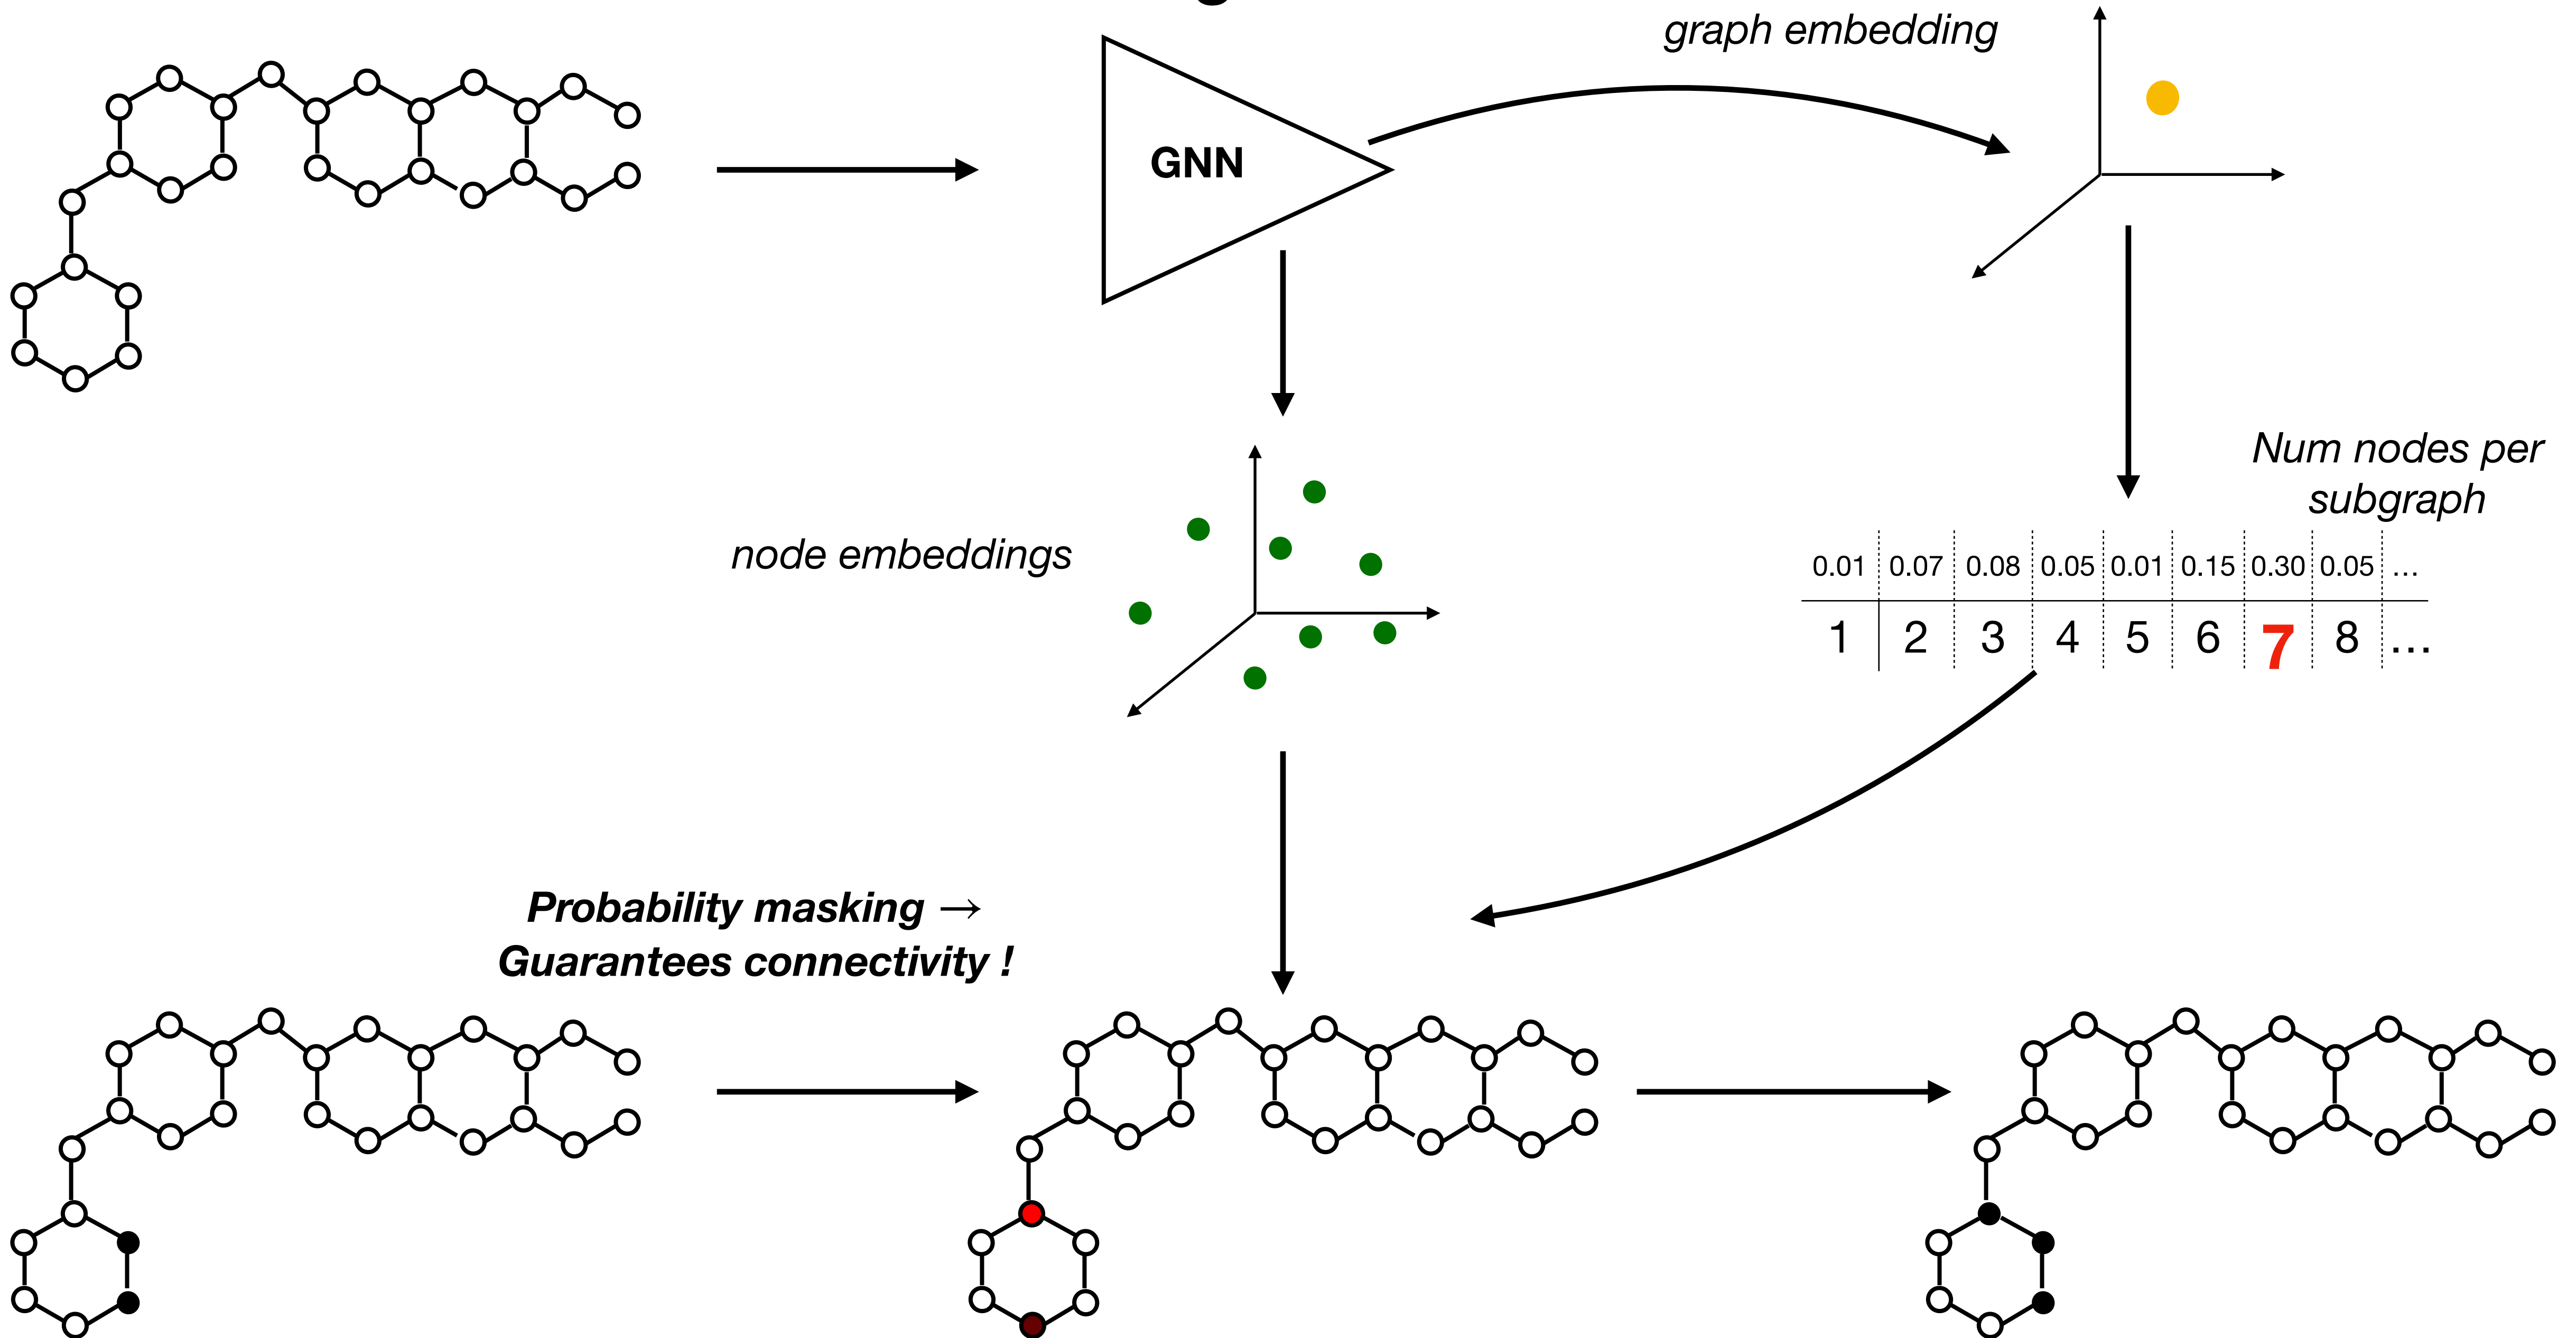 graph embedding
GNN
Num nodes per
subgraph
node embeddings
0.01 0.07 0.08 0.05 0.01 0.15 0.30 0.05 ...
1 2 3 4 5 6 7 8 ...
Probability masking →
Guarantees connectivity !